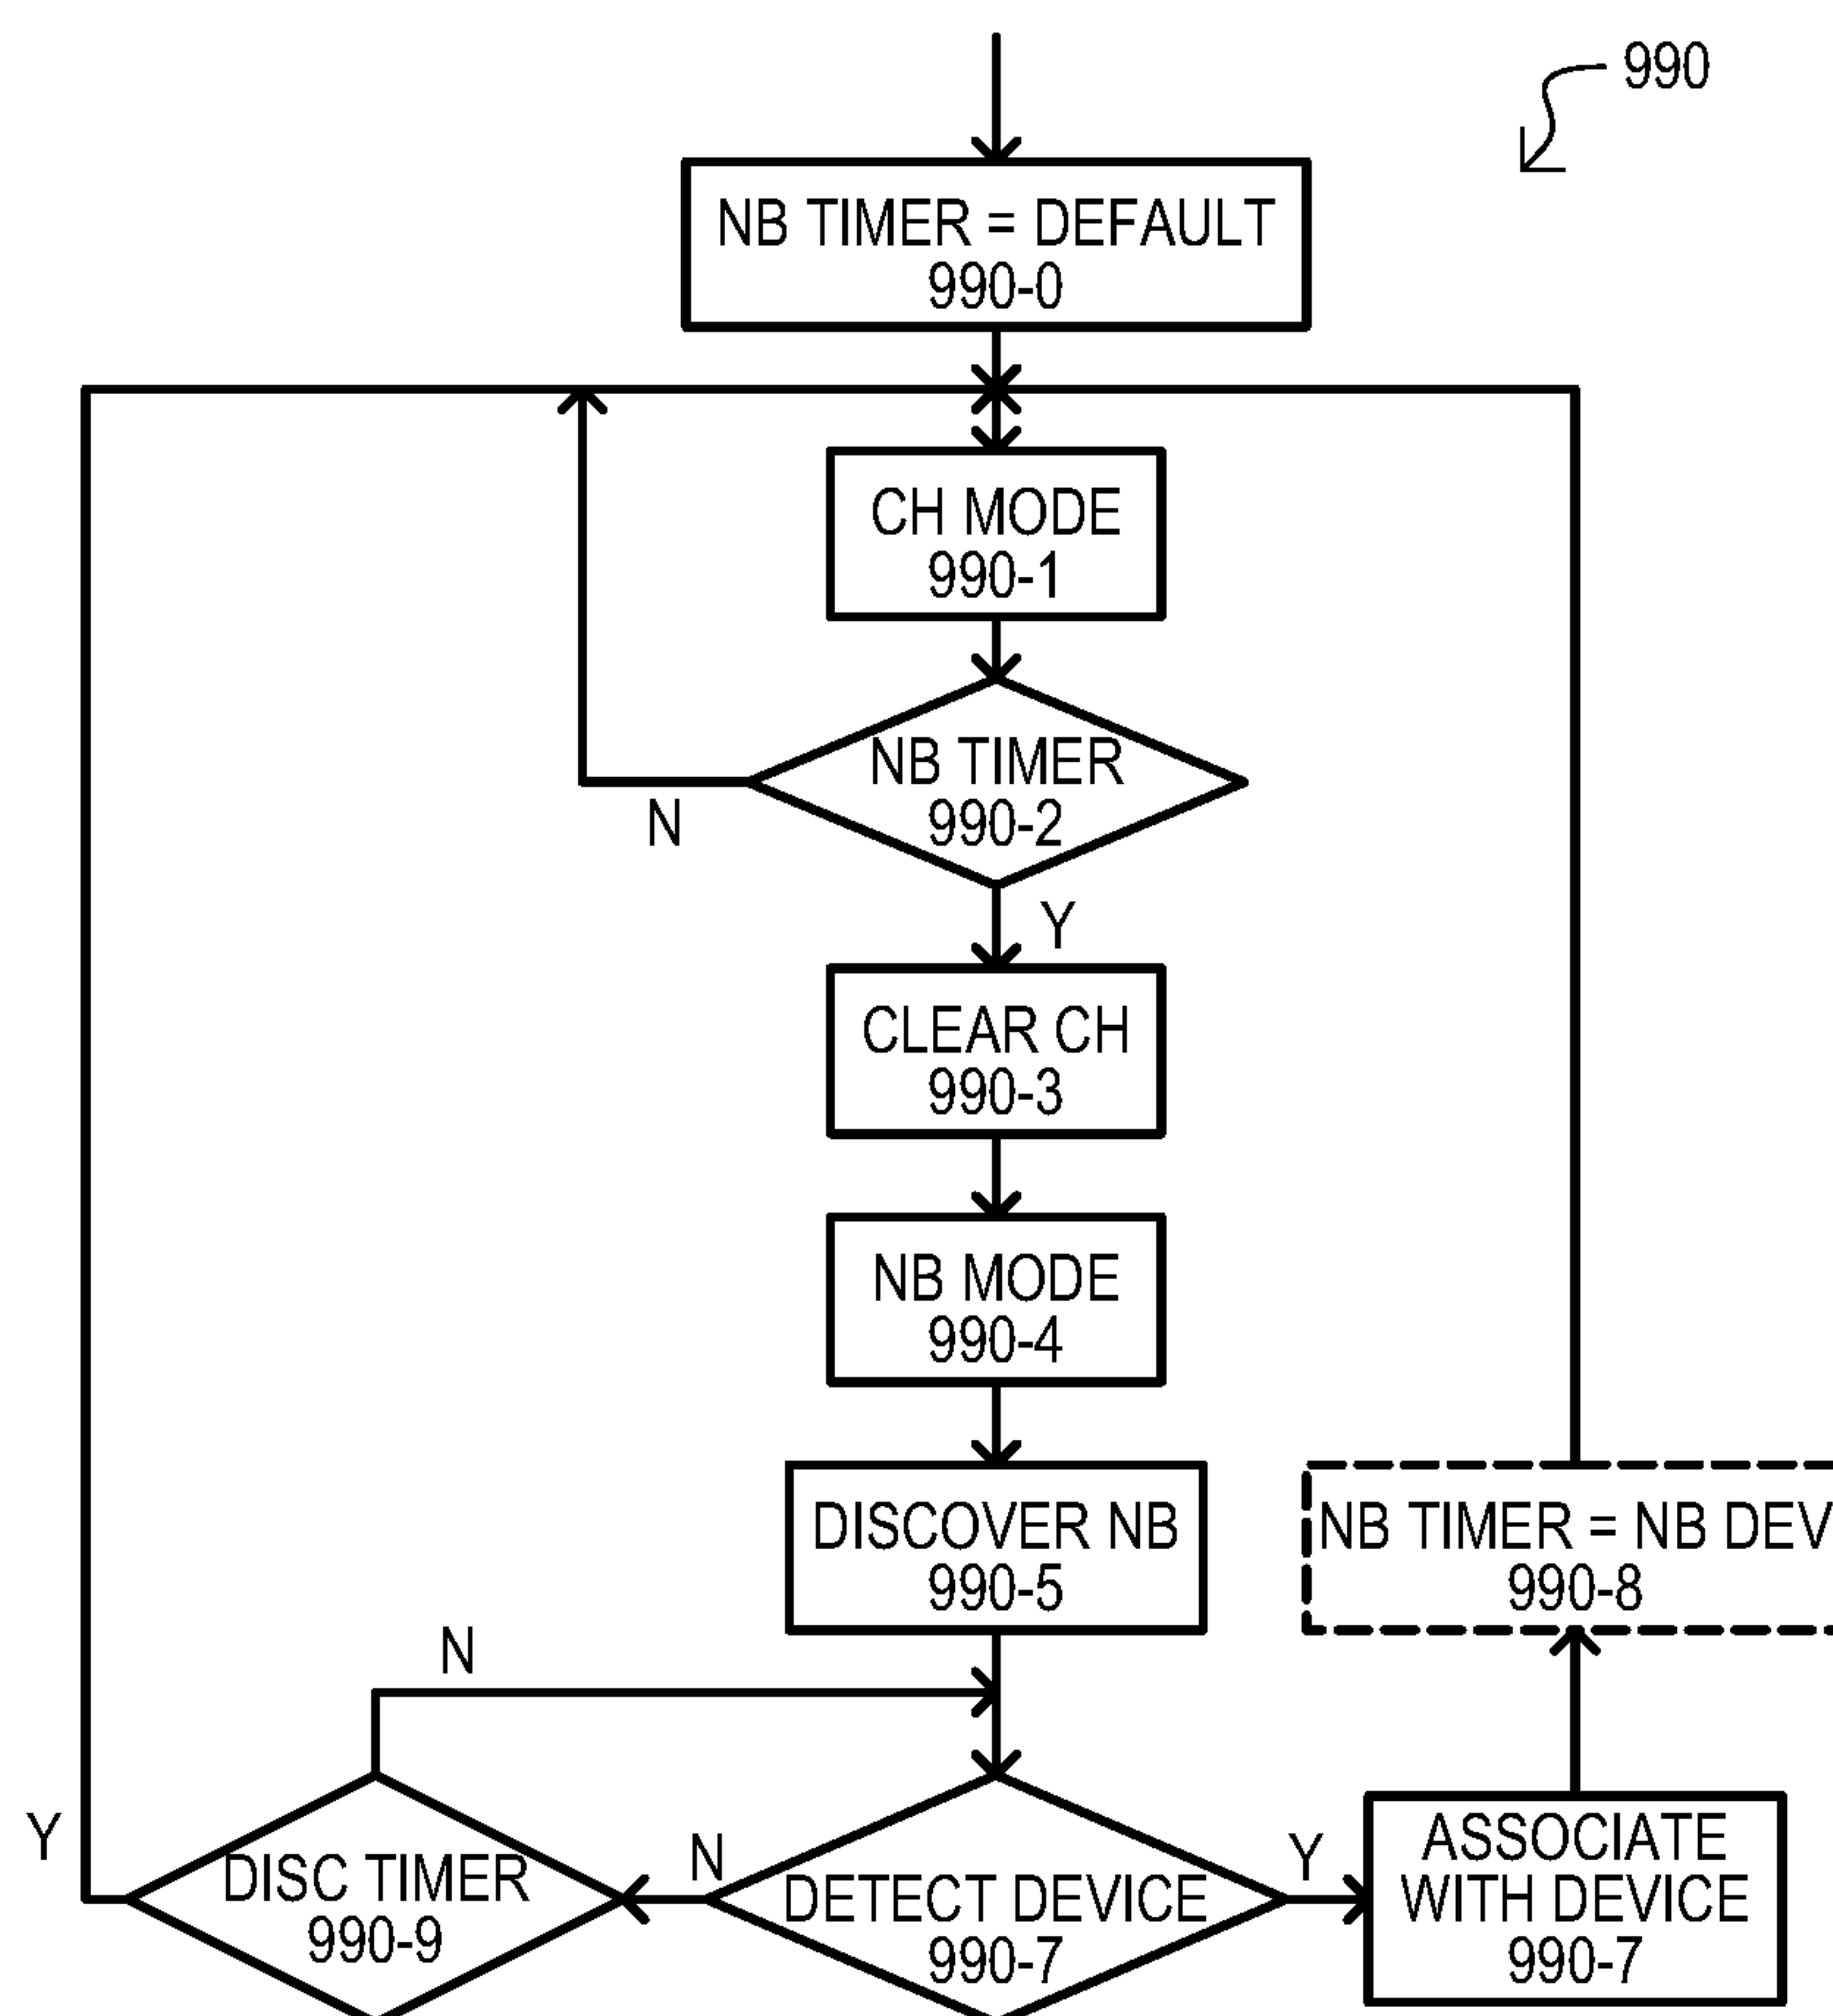 990
NB TIMER = DEFAULT
990-0
CH MODE
990-1
NB TIMER
990-2
N
Y
CLEAR CH
990-3
NB MODE
990-4
DISCOVER NB
990-5
NB TIMER = NB DEV
990-8
N
Y
DISC TIMER
990-9
N
DETECT DEVICE
990-7
Y
ASSOCIATE
WITH DEVICE
990-7